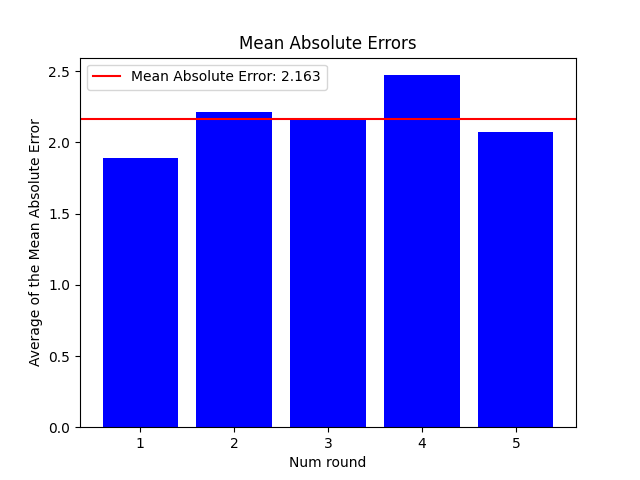 Mean Absolute Errors
Mean Absolute Error: 2.163
Average of the Mean Absolute Error
2.5
2.0
1.5
1.0
0.5
0.0
1 2 3 4 5
Num round